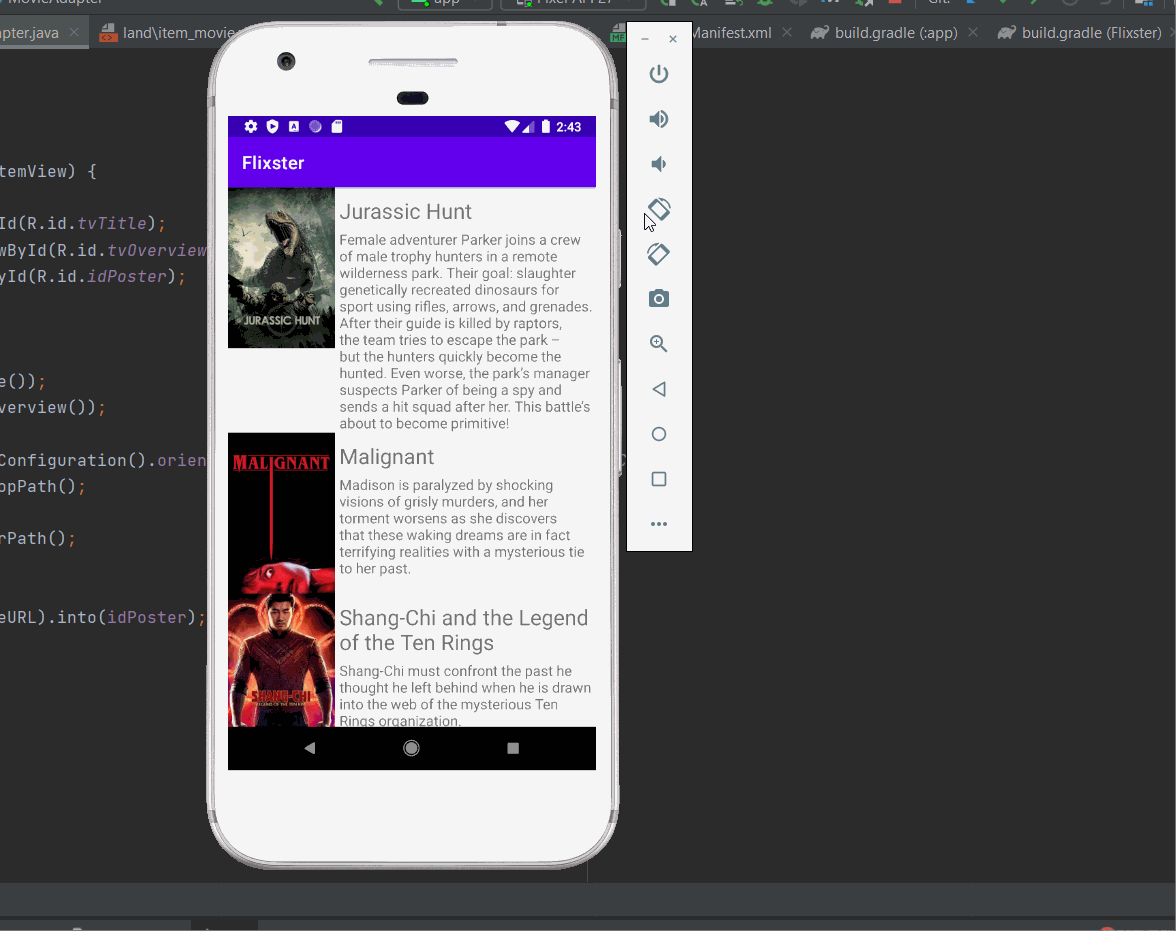 MovieAdapter
app
Pixel API 27
Git:
pter.java
land\item_movie
MF
Manifest.xml
build.gradle (:app)
build.gradle (Flixster)
2:43
Flixster
temView) {
Id(R.id.tvTitle);
wById(R.id.tvOverview
yId(R.id.idPoster);
e());
verview());
Configuration().orien
opPath();
rPath();
eURL).into(idPoster);
JURASSIC HUNT
Jurassic Hunt
Female adventurer Parker joins a crew
of male trophy hunters in a remote
wilderness park. Their goal: slaughter
genetically recreated dinosaurs for
sport using rifles, arrows, and grenades.
After their guide is killed by raptors,
the team tries to escape the park –
but the hunters quickly become the
hunted. Even worse, the park's manager
suspects Parker of being a spy and
sends a hit squad after her. This battle's
about to become primitive!
MALIGNANT
Malignant
Madison is paralyzed by shocking
visions of grisly murders, and her
torment worsens as she discovers
that these waking dreams are in fact
terrifying realities with a mysterious tie
to her past.
SHANG-CHI
Shang-Chi and the Legend
of the Ten Rings
Shang-Chi must confront the past he
thought he left behind when he is drawn
into the web of the mysterious Ten
Rings organization.